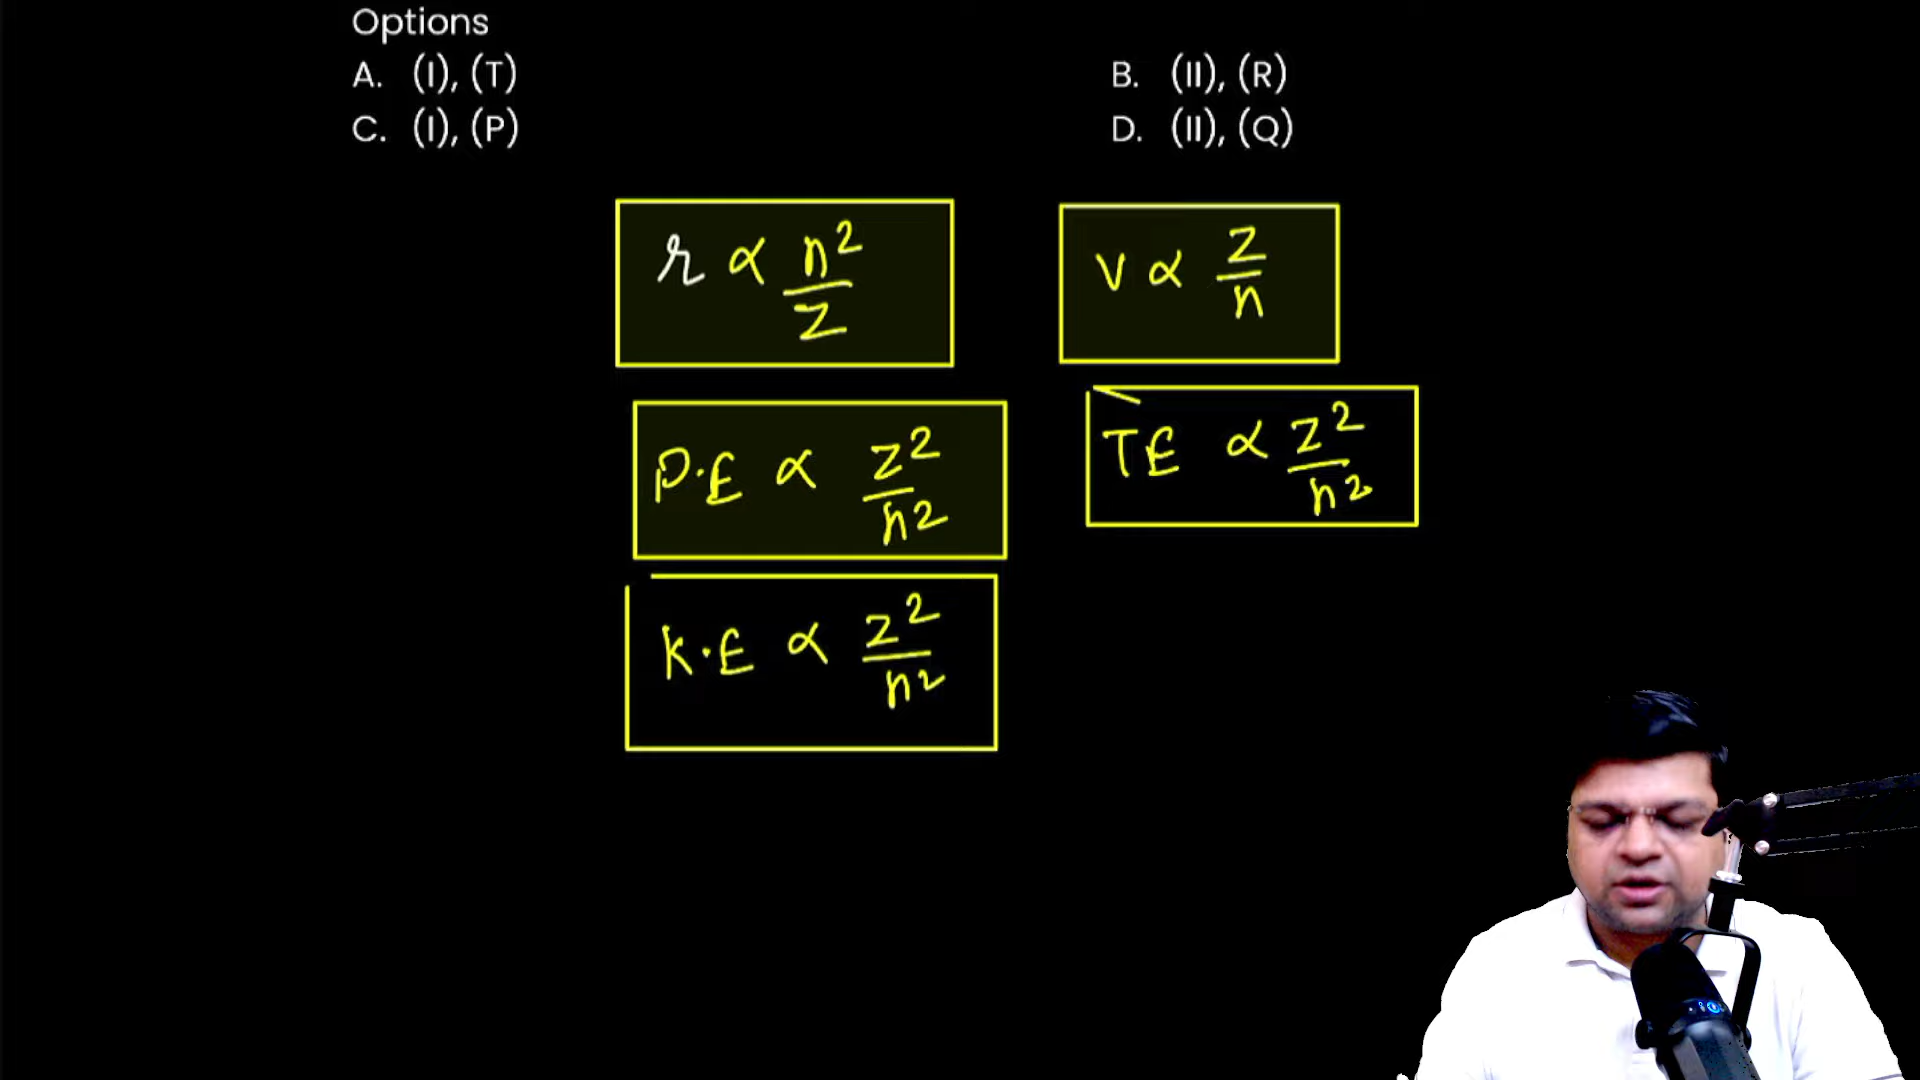 Options
A. (I), (T)
B. (II), (R)
C. (I), (P)
D. (II), (Q)
r ∝ n²/Z
V ∝ Z/n
P.E ∝ Z²/n²
TE ∝ Z²/n²
K.E ∝ Z²/n²